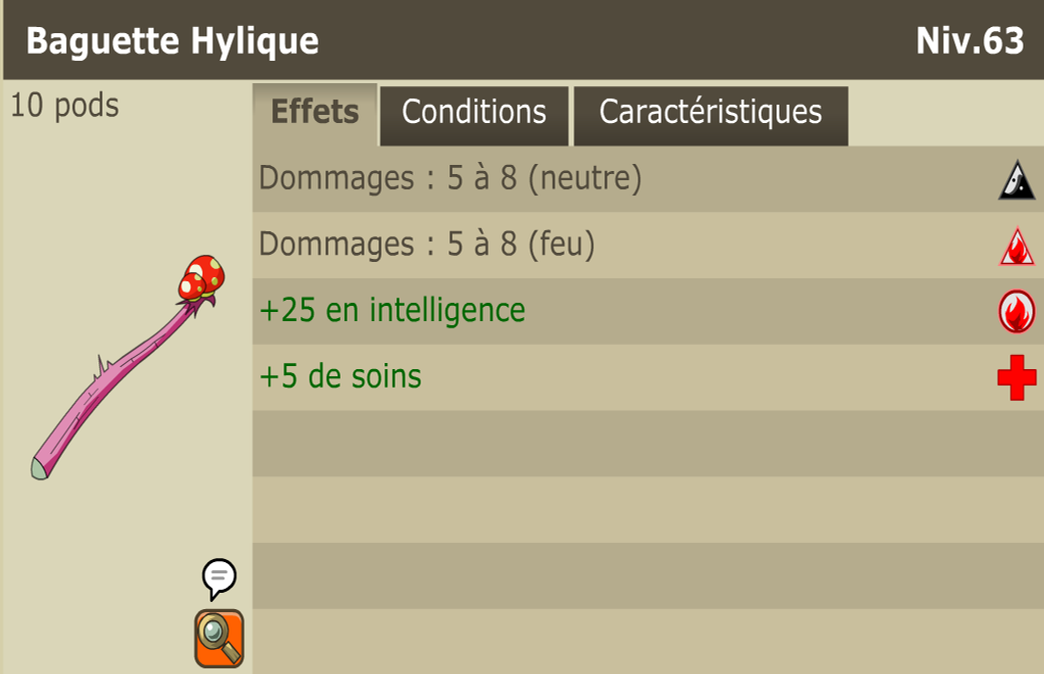 Baguette Hylique
Niv.63
10 pods
Effets
Conditions
Caractéristiques
Dommages : 5 à 8 (neutre)
Dommages : 5 à 8 (feu)
+25 en intelligence
+5 de soins